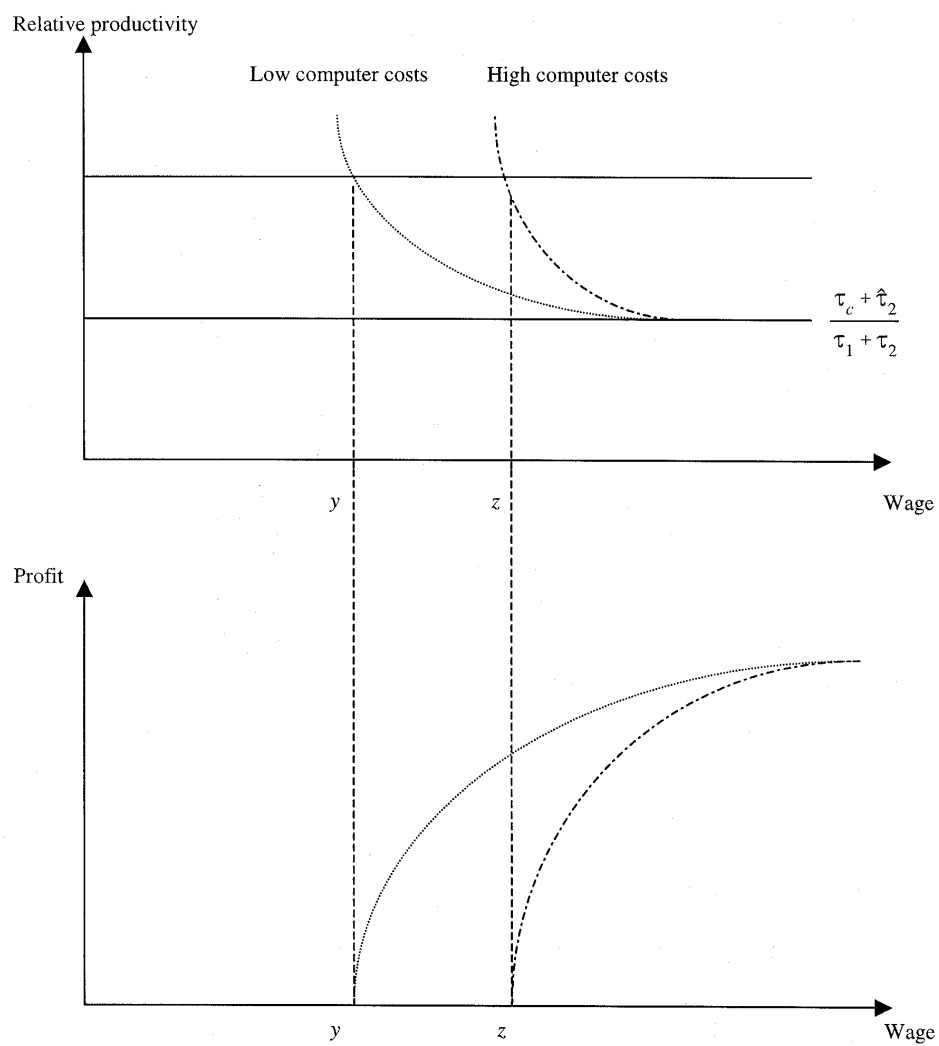 Relative productivity
Low computer costs High computer costs
τc + τ̂2
τ1 + τ2
y z Wage
Profit
y z Wage